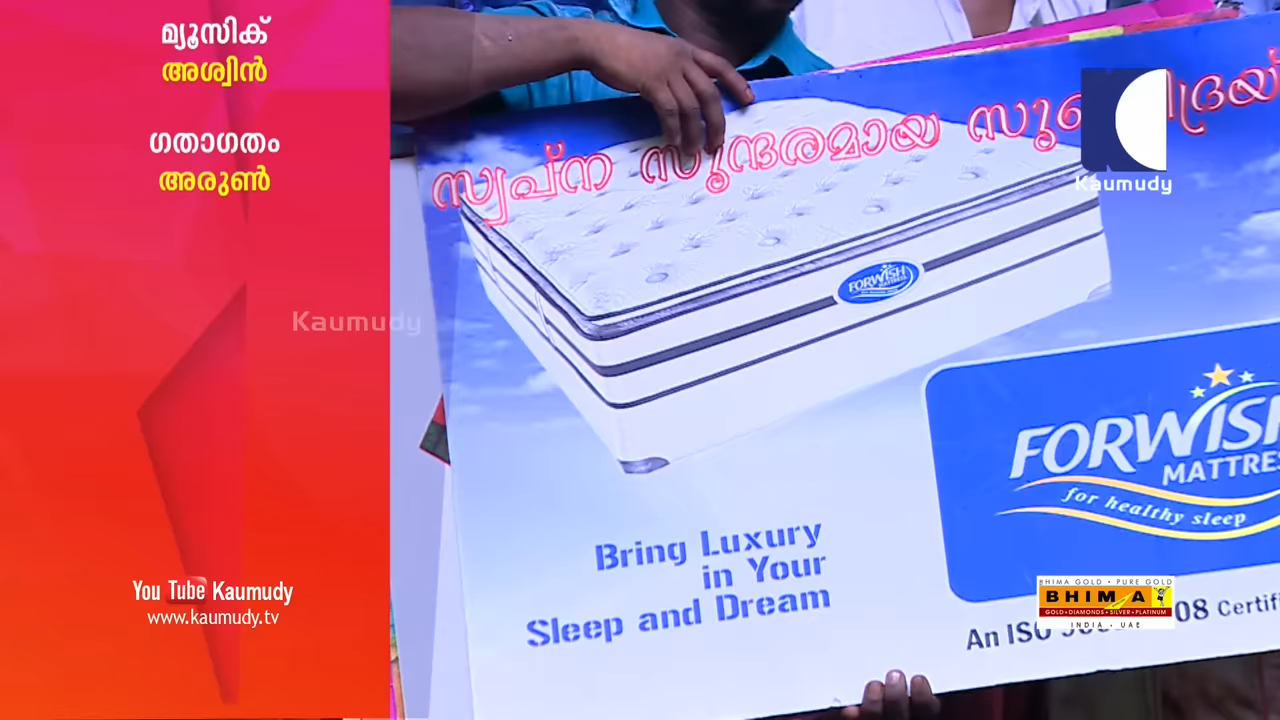 മ്യൂസിക്
അശ്വിൻ
ഗതാഗതം
അരുൺ
You Tube Kaumudy
www.kaumudy.tv
Kaumudy
സ്വപ്ന സുന്ദരമായ
Kaumudy
FORWISH
MATTRESS
FORWISH
MATTRES
for healthy sleep
Bring Luxury
in Your
Sleep and Dream
An ISO
08 Certifi
BHIMA GOLD • PURE GOLD
BHIMA
GOLD • DIAMONDS • SILVER • PLATINUM
INDIA • UAE